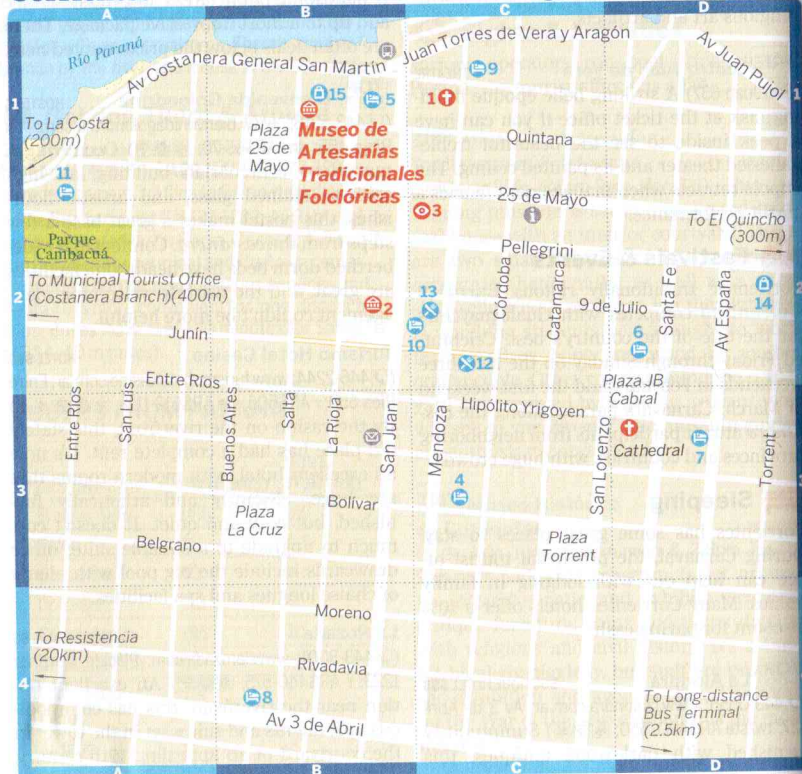 A
B
C
D
Río Paraná
Av Costanera General San Martín
Juan Torres de Vera y Aragón
Av Juan Pujol
9
15
5
1
1
1
To La Costa
(200m)
Plaza
25 de
Mayo
Museo de
Artesanías
Tradicionales
Folclóricas
Quintana
11
25 de Mayo
3
To El Quincho
(300m)
Parque
Cambacuá
Pellegrini
To Municipal Tourist Office
(Costanera Branch)(400m)
2
2
2
13
10
Córdoba
Catamarca
9 de Julio
Santa Fe
Av España
14
6
Junín
12
Plaza JB
Cabral
Entre Ríos
Hipólito Yrigoyen
Entre Ríos
San Luis
Buenos Aires
Salta
La Rioja
San Juan
Mendoza
San Lorenzo
Cathedral
7
Torrent
3
3
4
Bolívar
Plaza
La Cruz
Belgrano
Plaza
Torrent
Moreno
To Resistencia
(20km)
Rivadavia
4
4
8
Av 3 de Abril
To Long-distance
Bus Terminal
(2.5km)
A
B
C
D